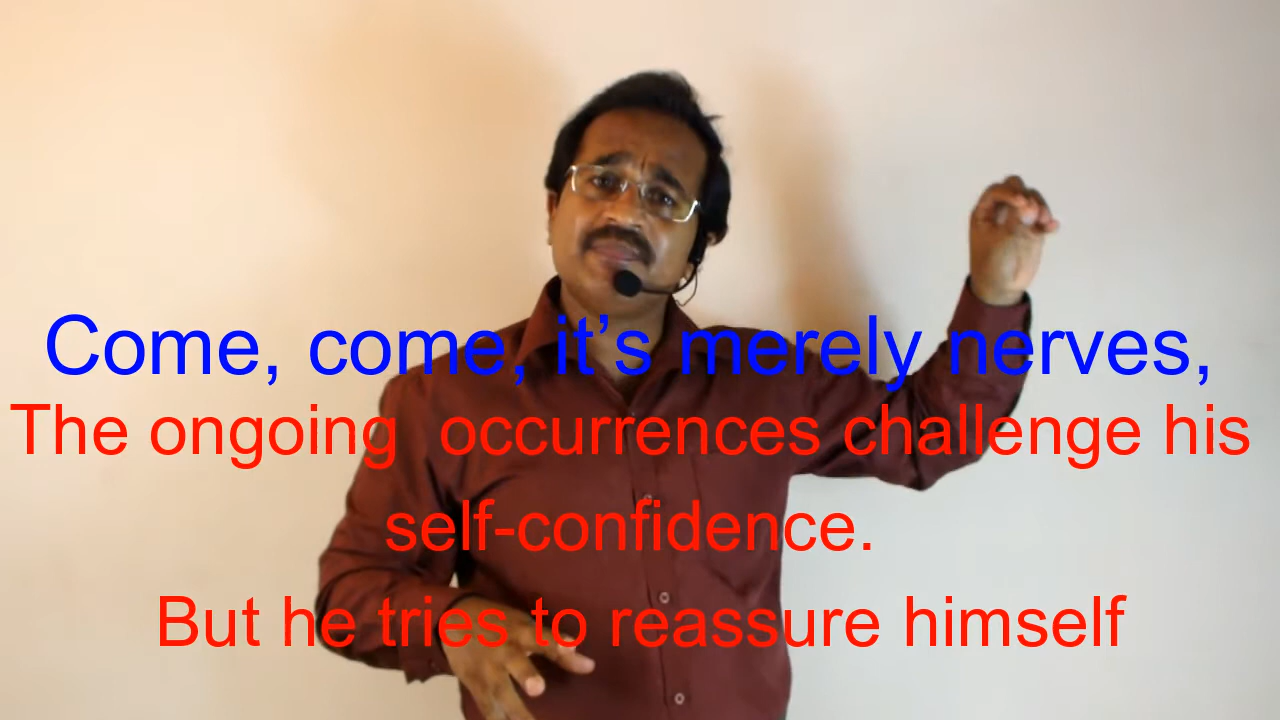 Come, come, it’s merely nerves,
The ongoing  occurrences challenge his
self-confidence.
But he tries to reassure himself